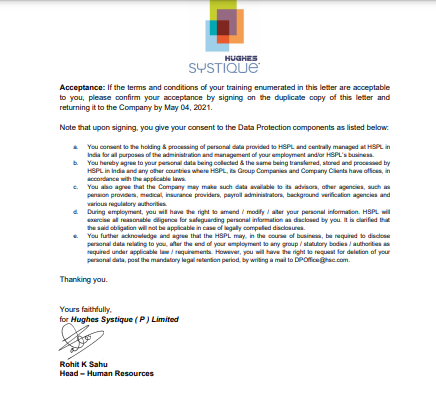 HUGHES
SYSTIQUE
Acceptance: If the terms and conditions of your training enumerated in this letter are acceptable
to you, please confirm your acceptance by signing on the duplicate copy of this letter and
returning it to the Company by May 04, 2021.
Note that upon signing, you give your consent to the Data Protection components as listed below:
a. You consent to the holding & processing of personal data provided to HSPL and centrally managed at HSPL in
India for all purposes of the administration and management of your employment and/or HSPL's business.
b. You hereby agree to your personal data being collected & the same being transferred, stored and processed by
HSPL in India and any other countries where HSPL, its Group Companies and Company Clients have offices, in
accordance with the applicable laws.
c. You also agree that the Company may make such data available to its advisors, other agencies, such as
pension providers, medical, insurance providers, payroll administrators, background verification agencies and
various regulatory authorities.
d. During employment, you will have the right to amend / modify / alter your personal information. HSPL will
exercise all reasonable diligence for safeguarding personal information as disclosed by you. It is clarified that
the said obligation will not be applicable in case of legally compelled disclosures.
e. You further acknowledge and agree that the HSPL may, in the course of business, be required to disclose
personal data relating to you, after the end of your employment to any group / statutory bodies / authorities as
required under applicable law / requirements. However, you will have the right to request for deletion of your
personal data, post the mandatory legal retention period, by writing a mail to DPOffice@hsc.com.
Thanking you.
Yours faithfully,
for Hughes Systique ( P ) Limited
Rohit K Sahu
Head – Human Resources